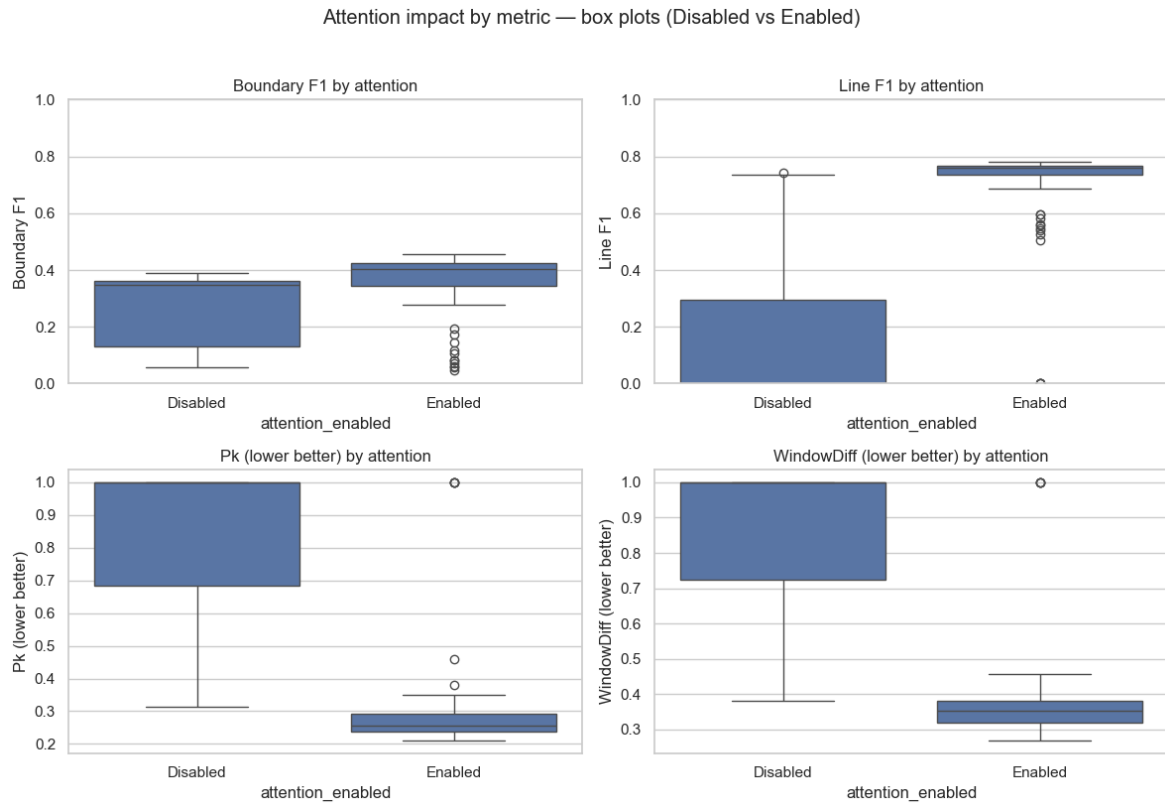 Attention impact by metric — box plots (Disabled vs Enabled)
Boundary F1 by attention
1.0
0.8
0.6
0.4
0.2
0.0
Boundary F1
Disabled
Enabled
attention_enabled
Line F1 by attention
1.0
0.8
0.6
0.4
0.2
0.0
Line F1
Disabled
Enabled
attention_enabled
Pk (lower better) by attention
1.0
0.9
0.8
0.7
0.6
0.5
0.4
0.3
0.2
Pk (lower better)
Disabled
Enabled
attention_enabled
WindowDiff (lower better) by attention
1.0
0.9
0.8
0.7
0.6
0.5
0.4
0.3
WindowDiff (lower better)
Disabled
Enabled
attention_enabled